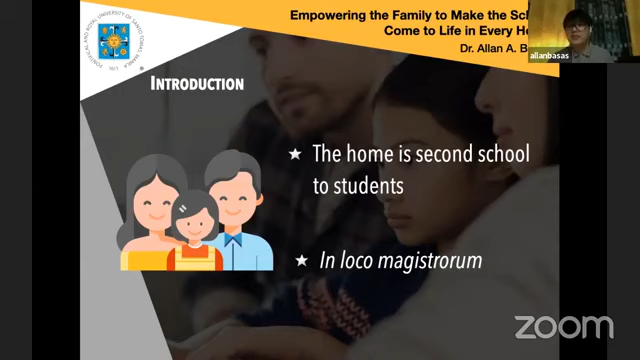 Empowering the Family to Make the Sch
Come to Life in Every Ho
Dr. Allan A. B
allanbasas
INTRODUCTION
★ The home is second school
to students
★ In loco magistrorum
zoom